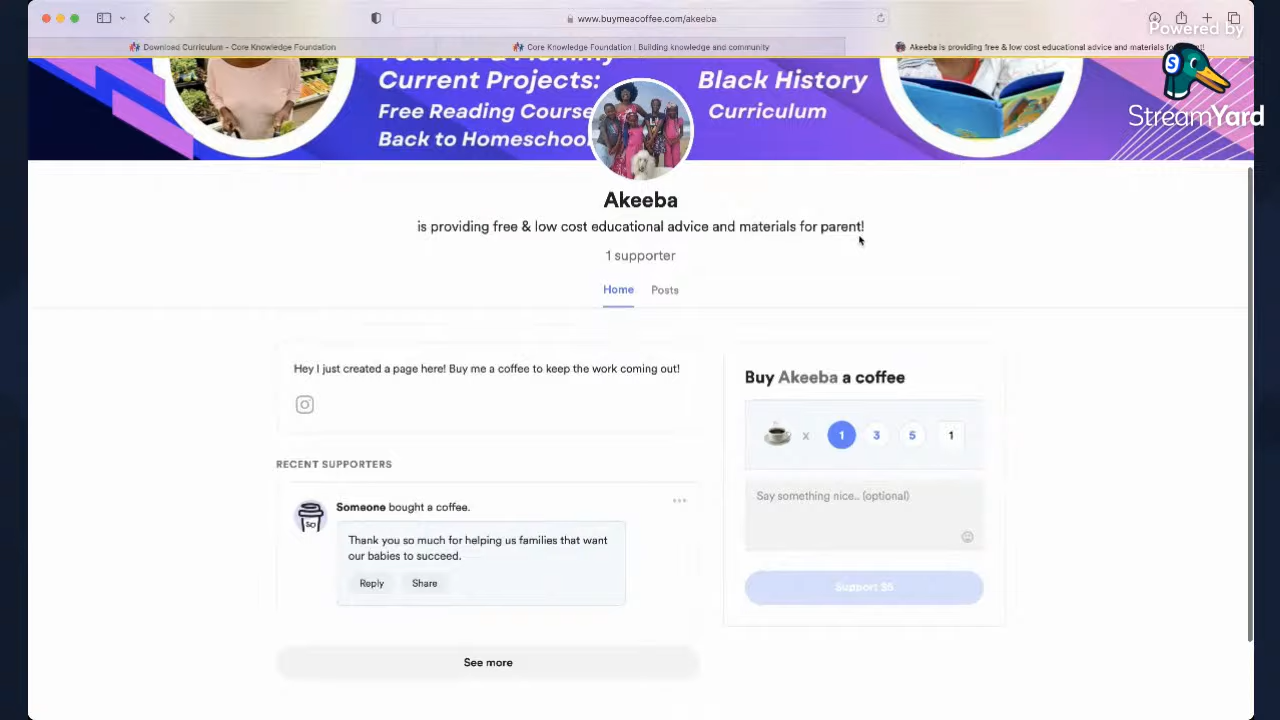 www.buymeacoffee.com/akeeba
Powered by
StreamYard
Download Curriculum - Core Knowledge Foundation
Core Knowledge Foundation : Building knowledge and community
Akeeba is providing free & low cost educational advice and materials for parent!
Teacher & Mommy
Current Projects:
Free Reading Course
Back to Homeschool
Black History
Curriculum
Akeeba
is providing free & low cost educational advice and materials for parent!
1 supporter
Home Posts
Hey I just created a page here! Buy me a coffee to keep the work coming out!
RECENT SUPPORTERS
Someone bought a coffee.
Thank you so much for helping us families that want
our babies to succeed.
Reply Share
See more
Buy Akeeba a coffee
x 1 3 5 1
Say something nice.. (optional)
Support $5